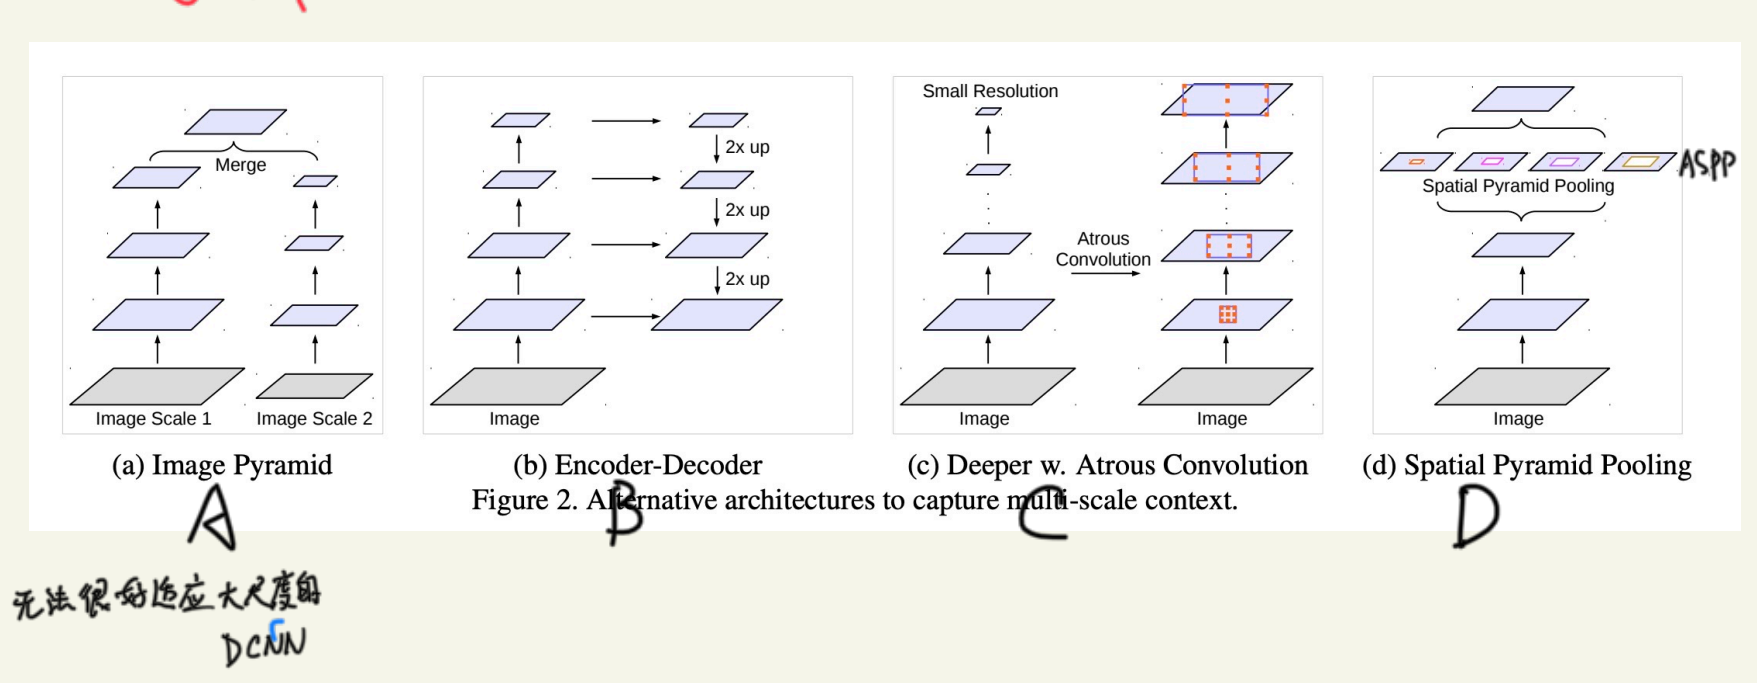 Small Resolution
Merge
2x up
2x up
2x up
Atrous
Convolution
Spatial Pyramid Pooling
ASPP
Image Scale 1
Image Scale 2
Image
Image
Image
Image
(a) Image Pyramid
(b) Encoder-Decoder
(c) Deeper w. Atrous Convolution
(d) Spatial Pyramid Pooling
Figure 2. Alternative architectures to capture multi-scale context.
A
B
C
D
无法很好适应大尺度的
DCNN